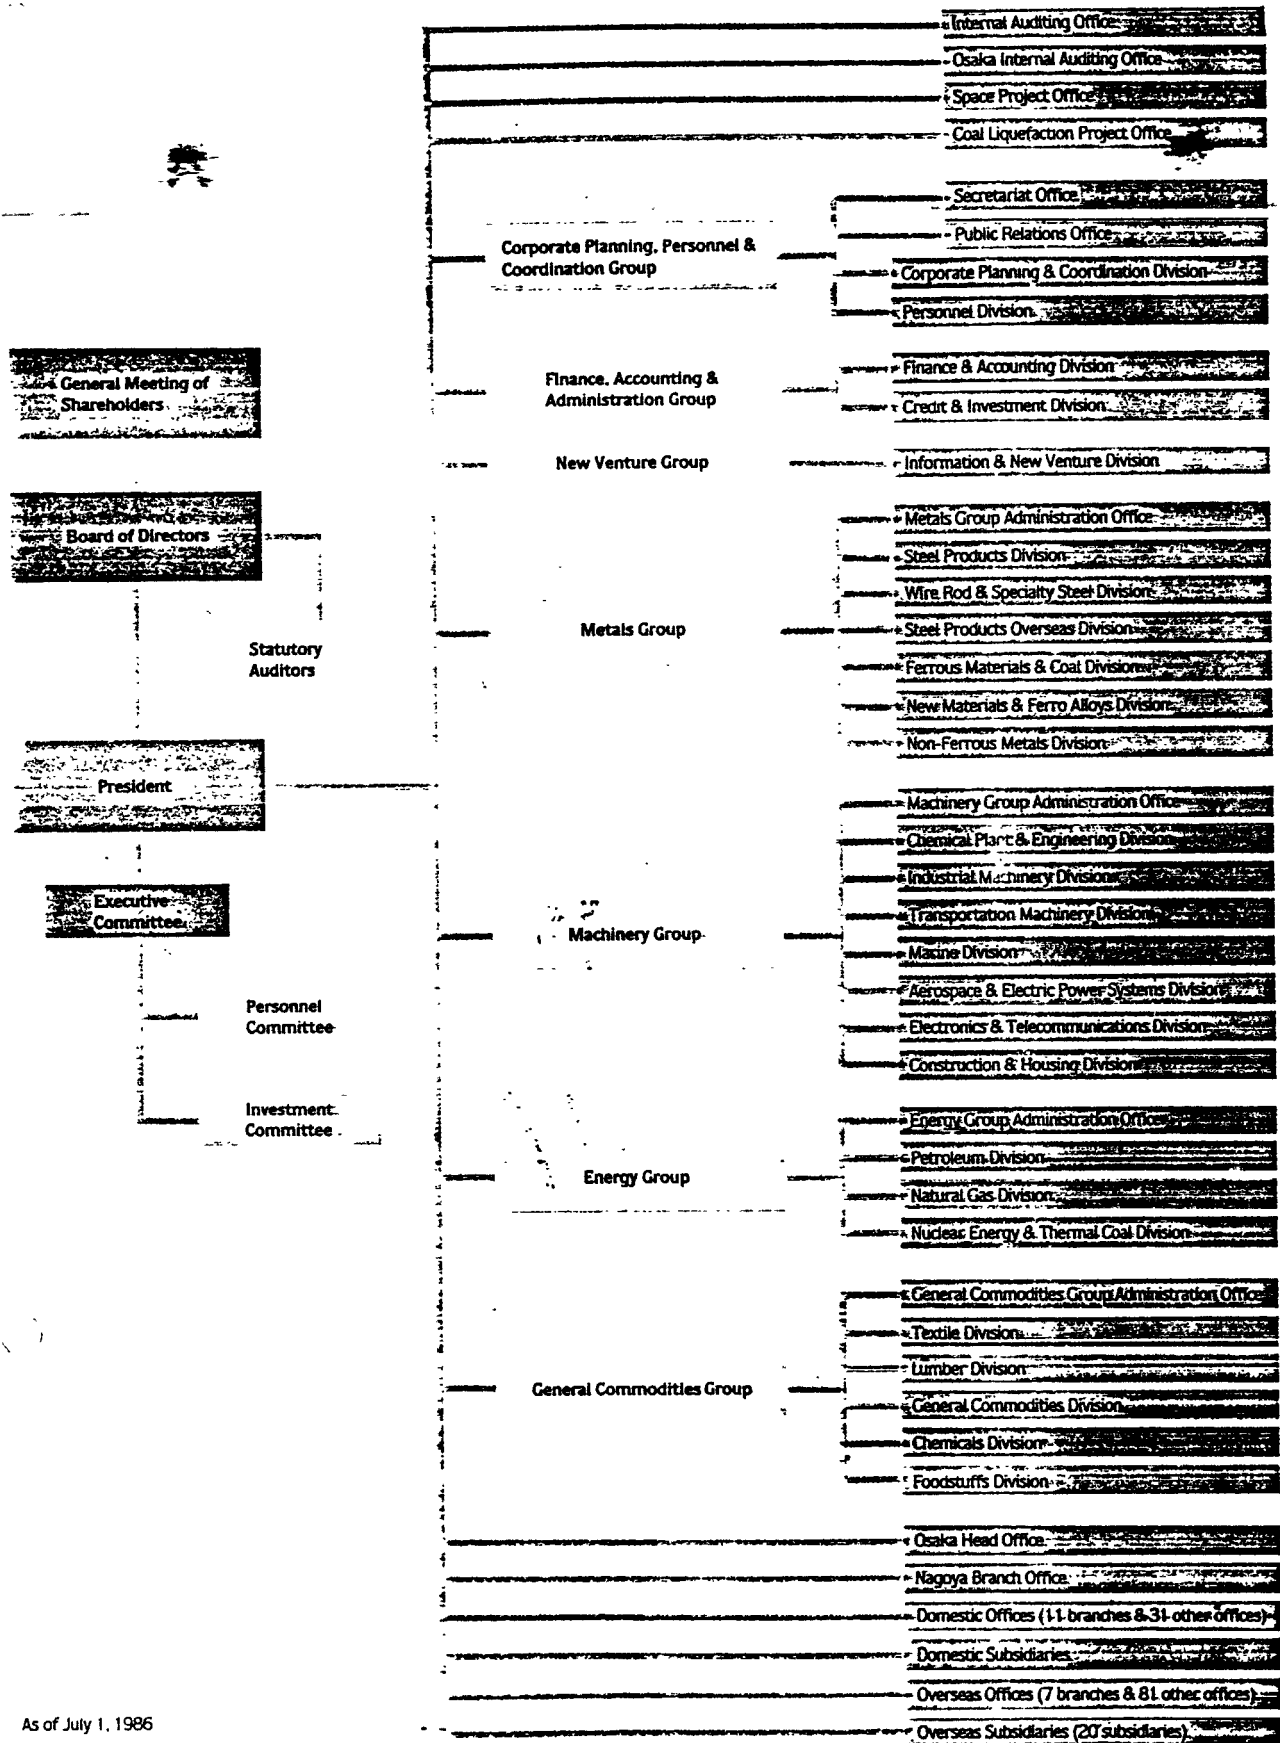 Internal Auditing Office
Osaka Internal Auditing Office
Space Project Office
Coal Liquefaction Project Office
Corporate Planning, Personnel &
Coordination Group
Secretariat Office
Public Relations Office
Corporate Planning & Coordination Division
Personnel Division
General Meeting of
Shareholders
Finance, Accounting &
Administration Group
Finance & Accounting Division
Credit & Investment Division
New Venture Group
Information & New Venture Division
Board of Directors
Statutory
Auditors
Metals Group
Metals Group Administration Office
Steel Products Division
Wire Rod & Specialty Steel Division
Steel Products Overseas Division
Ferrous Materials & Coal Division
New Materials & Ferro Alloys Division
Non-Ferrous Metals Division
President
Executive
Committee
Personnel
Committee
Investment
Committee
Machinery Group
Machinery Group Administration Office
Chemical Plant & Engineering Division
Industrial Machinery Division
Transportation Machinery Division
Marine Division
Aerospace & Electric Power Systems Division
Electronics & Telecommunications Division
Construction & Housing Division
Energy Group
Energy Group Administration Office
Petroleum Division
Natural Gas Division
Nuclear Energy & Thermal Coal Division
General Commodities Group
General Commodities Group Administration Office
Textile Division
Lumber Division
General Commodities Division
Chemicals Division
Foodstuffs Division
Osaka Head Office
Nagoya Branch Office
Domestic Offices (11 branches & 31 other offices)
Domestic Subsidiaries
Overseas Offices (7 branches & 81 other offices)
Overseas Subsidiaries (20 subsidiaries)
As of July 1, 1986